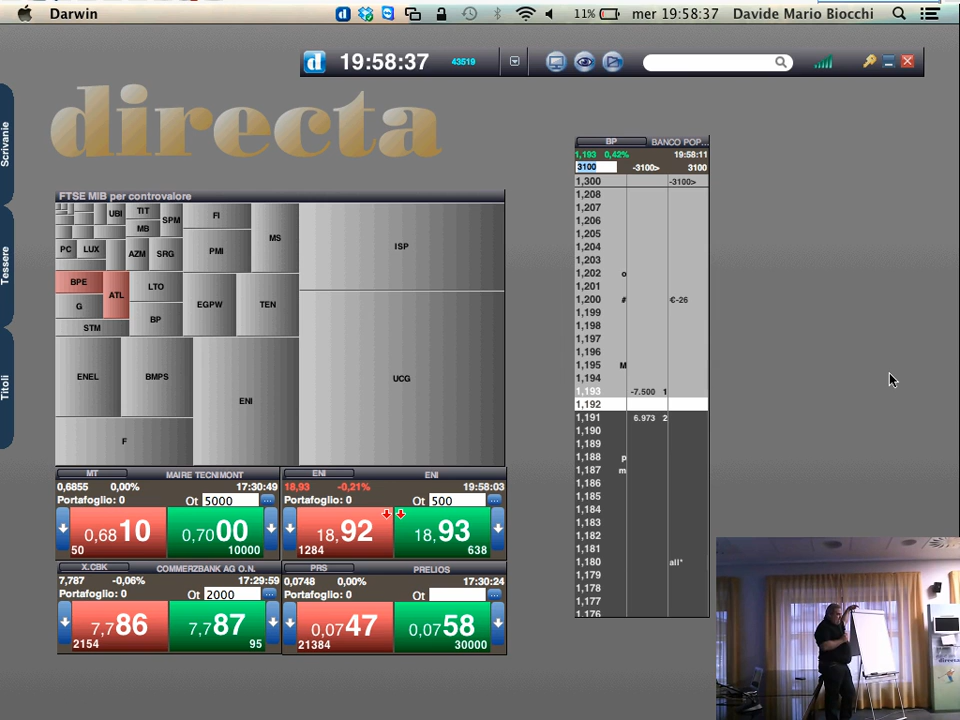 Darwin
11%
mer 19:58:37
Davide Mario Biocchi
d
19:58:37
43519
directa
Scrivanie
Tessere
Titoli
FTSE MIB per controvalore
UBI
TIT
SPM
MB
FI
MS
ISP
PC
LUX
AZM
SRG
PMI
BPE
ATL
LTO
G
BP
STM
EGPW
TEN
ENEL
BMPS
ENI
UCG
F
MT
MAIRE TECNIMONT
0,6855
0,00%
17:30:49
Portafoglio: 0
Ot
5000
0,6810
0,7000
50
10000
ENI
ENI
18,93
-0,21%
19:58:03
Portafoglio: 0
Ot
500
18,92
18,93
1284
638
X.CBK
COMMERZBANK AG O.N.
7,787
-0,06%
17:29:59
Portafoglio: 0
Ot
2000
7,786
7,787
2154
95
PRS
PRELIOS
0,0748
0,00%
17:30:24
Portafoglio: 0
Ot
0,0747
0,0758
21384
30000
BP
BANCO POP...
1,193
0,42%
19:58:11
3100
-3100>
3100
1,300
-3100>
1,208
1,207
1,206
1,205
1,204
1,203
1,202
o
1,201
1,200
#
€-26
1,199
1,198
1,197
1,196
1,195
M
1,194
1,193
-7.500
1
1,192
1,191
6.973
2
1,190
1,189
1,188
p
1,187
m
1,186
1,185
1,184
1,183
1,182
1,181
1,180
all*
1,179
1,178
1,177
1,176
directa